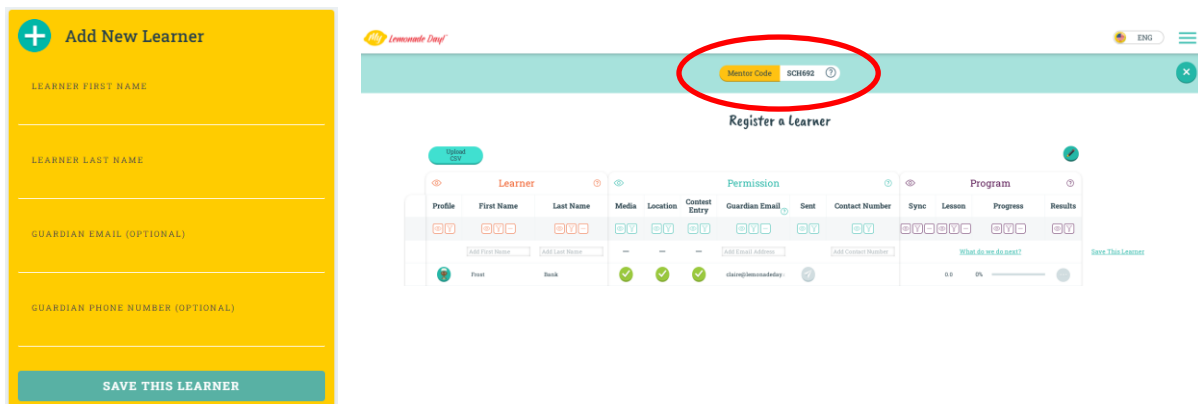 Add New Learner
LEARNER FIRST NAME
LEARNER LAST NAME
GUARDIAN EMAIL (OPTIONAL)
GUARDIAN PHONE NUMBER (OPTIONAL)
SAVE THIS LEARNER
My Lemonade Day!
ENG
Mentor Code SCH692 ?
Register a Learner
Upload
CSV
Learner ? Permission ? Program ?
Profile First Name Last Name Media Location Contest Entry Guardian Email ? Sent Contact Number Sync Lesson Progress Results
Add First Name Add Last Name — — — Add Email Address Add Contact Number What do we do next? Save This Learner
Frost Bank claire@lemonadeday. 0.0 0%